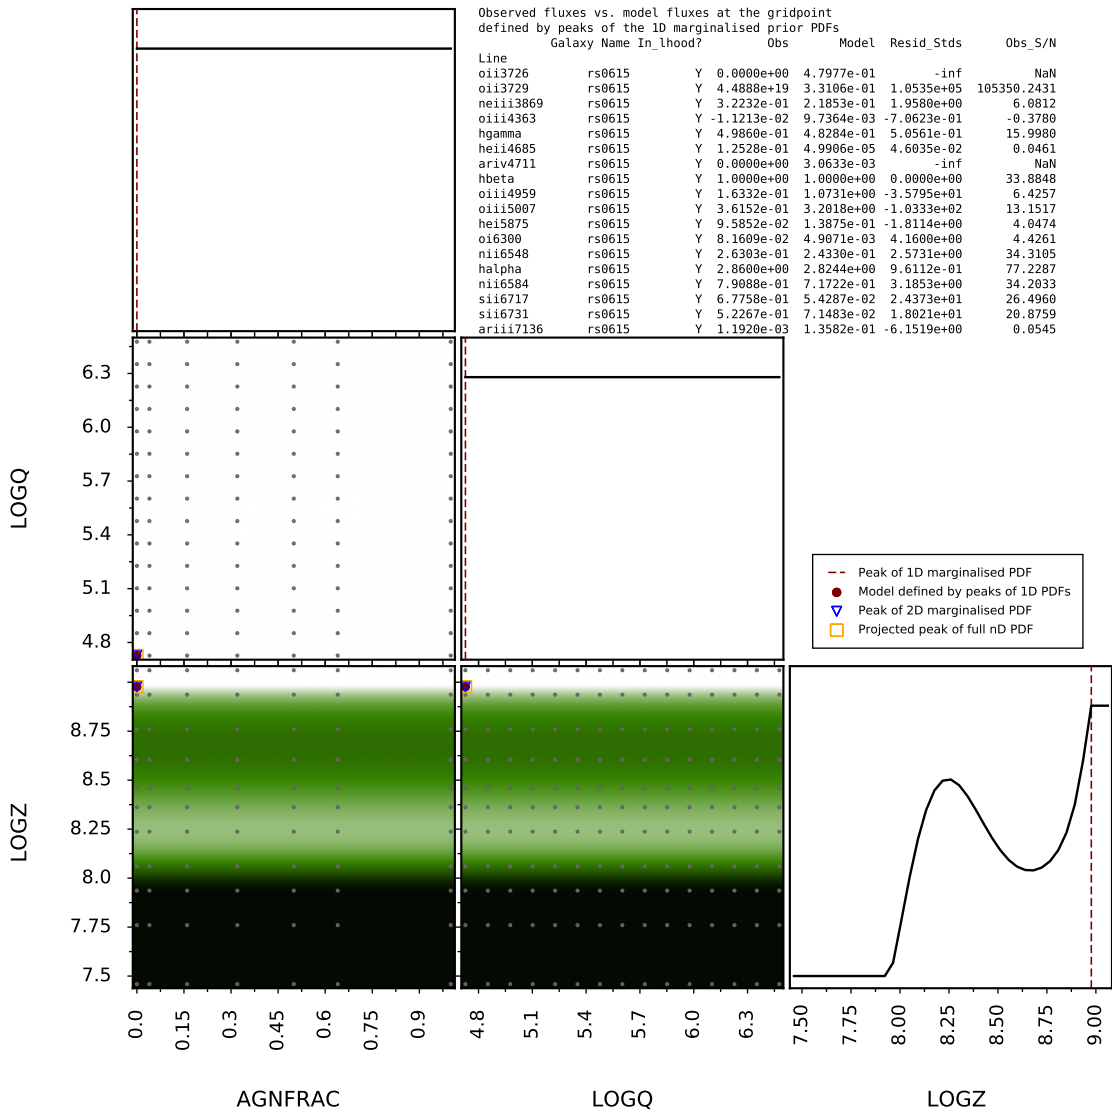 Observed fluxes vs. model fluxes at the gridpoint
defined by peaks of the 1D marginalised prior PDFs
Galaxy Name In_lhood? Obs Model Resid_Stds Obs_S/N
Line
oii3726 rs0615 Y 0.0000e+00 4.7977e-01 -inf NaN
oii3729 rs0615 Y 4.4888e+19 3.3106e-01 1.0535e+05 105350.2431
neiii3869 rs0615 Y 3.2232e-01 2.1853e-01 1.9580e+00 6.0812
oiii4363 rs0615 Y -1.1213e-02 9.7364e-03 -7.0623e-01 -0.3780
hgamma rs0615 Y 4.9860e-01 4.8284e-01 5.0561e-01 15.9980
heii4685 rs0615 Y 1.2528e-01 4.9906e-05 4.6035e-02 0.0461
ariv4711 rs0615 Y 0.0000e+00 3.0633e-03 -inf NaN
hbeta rs0615 Y 1.0000e+00 1.0000e+00 0.0000e+00 33.8848
oiii4959 rs0615 Y 1.6332e-01 1.0731e+00 -3.5795e+01 6.4257
oiii5007 rs0615 Y 3.6152e-01 3.2018e+00 -1.0333e+02 13.1517
hei5875 rs0615 Y 9.5852e-02 1.3875e-01 -1.8114e+00 4.0474
oi6300 rs0615 Y 8.1609e-02 4.9071e-03 4.1600e+00 4.4261
nii6548 rs0615 Y 2.6303e-01 2.4330e-01 2.5731e+00 34.3105
halpha rs0615 Y 2.8600e+00 2.8244e+00 9.6112e-01 77.2287
nii6584 rs0615 Y 7.9088e-01 7.1722e-01 3.1853e+00 34.2033
sii6717 rs0615 Y 6.7758e-01 5.4287e-02 2.4373e+01 26.4960
sii6731 rs0615 Y 5.2267e-01 7.1483e-02 1.8021e+01 20.8759
ariii7136 rs0615 Y 1.1920e-03 1.3582e-01 -6.1519e+00 0.0545
6.3
6.0
5.7
5.4
5.1
4.8
LOGQ
Peak of 1D marginalised PDF
Model defined by peaks of 1D PDFs
Peak of 2D marginalised PDF
Projected peak of full nD PDF
8.75
8.5
8.25
8.0
7.75
7.5
LOGZ
0.0 0.15 0.3 0.45 0.6 0.75 0.9
4.8 5.1 5.4 5.7 6.0 6.3
7.50 7.75 8.00 8.25 8.50 8.75 9.00
AGNFRAC LOGQ LOGZ